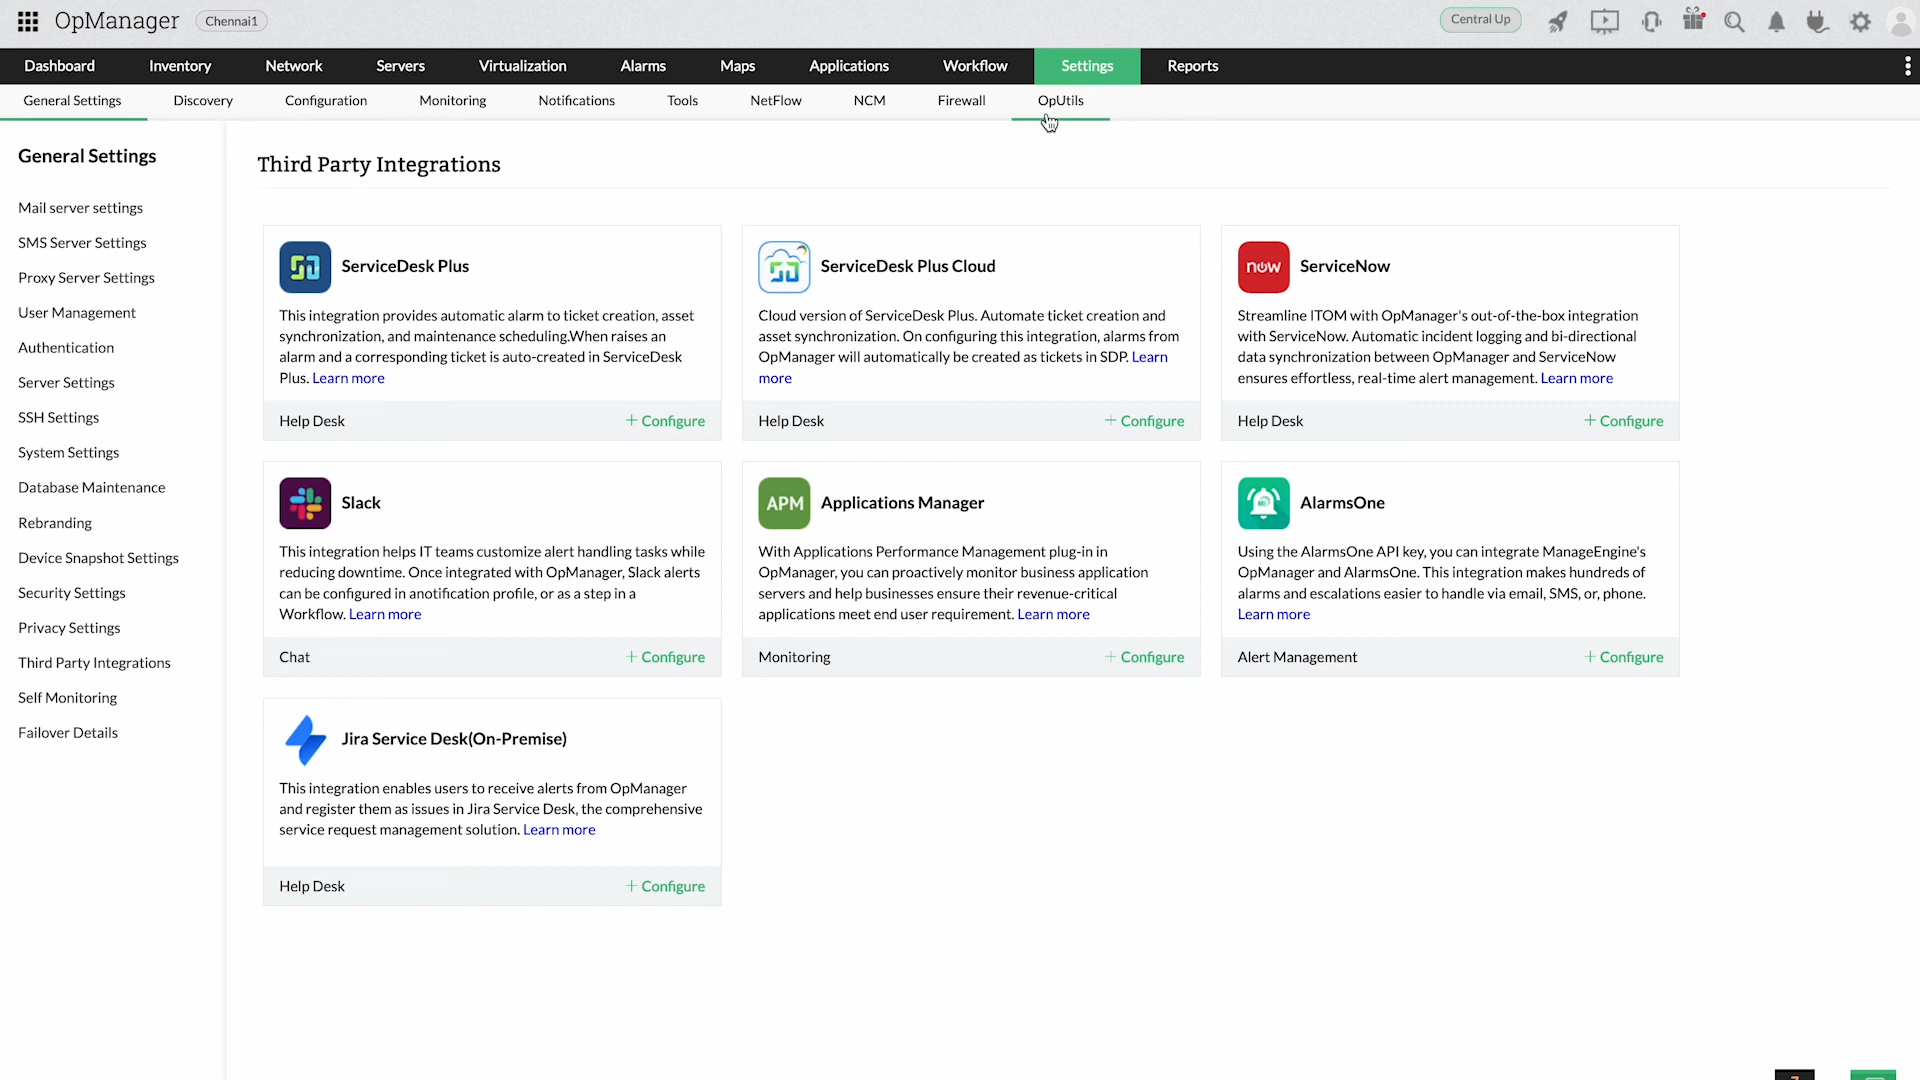 OpManager Chennai1 Central Up
Dashboard Inventory Network Servers Virtualization Alarms Maps Applications Workflow Settings Reports
General Settings Discovery Configuration Monitoring Notifications Tools NetFlow NCM Firewall OpUtils
General Settings
Mail server settings
SMS Server Settings
Proxy Server Settings
User Management
Authentication
Server Settings
SSH Settings
System Settings
Database Maintenance
Rebranding
Device Snapshot Settings
Security Settings
Privacy Settings
Third Party Integrations
Self Monitoring
Failover Details
Third Party Integrations
ServiceDesk Plus
This integration provides automatic alarm to ticket creation, asset
synchronization, and maintenance scheduling.When raises an
alarm and a corresponding ticket is auto-created in ServiceDesk
Plus. Learn more
Help Desk + Configure
ServiceDesk Plus Cloud
Cloud version of ServiceDesk Plus. Automate ticket creation and
asset synchronization. On configuring this integration, alarms from
OpManager will automatically be created as tickets in SDP. Learn
more
Help Desk + Configure
now ServiceNow
Streamline ITOM with OpManager's out-of-the-box integration
with ServiceNow. Automatic incident logging and bi-directional
data synchronization between OpManager and ServiceNow
ensures effortless, real-time alert management. Learn more
Help Desk + Configure
Slack
This integration helps IT teams customize alert handling tasks while
reducing downtime. Once integrated with OpManager, Slack alerts
can be configured in anotification profile, or as a step in a
Workflow. Learn more
Chat + Configure
APM Applications Manager
With Applications Performance Management plug-in in
OpManager, you can proactively monitor business application
servers and help businesses ensure their revenue-critical
applications meet end user requirement. Learn more
Monitoring + Configure
AlarmsOne
Using the AlarmsOne API key, you can integrate ManageEngine's
OpManager and AlarmsOne. This integration makes hundreds of
alarms and escalations easier to handle via email, SMS, or, phone.
Learn more
Alert Management + Configure
Jira Service Desk(On-Premise)
This integration enables users to receive alerts from OpManager
and register them as issues in Jira Service Desk, the comprehensive
service request management solution. Learn more
Help Desk + Configure